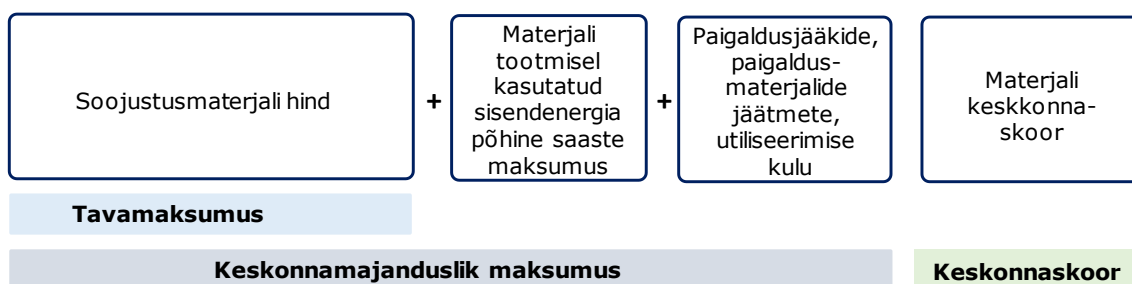 Soojustusmaterjali hind
+
Materjali
tootmisel
kasutatud
sisendenergia
põhine saaste
maksumus
+
Paigaldusjääkide,
paigaldus-
materjalide
jäätmete,
utiliseerimise
kulu
Materjali
keskkonna-
skoor
Tavamaksumus
Keskonnamajanduslik maksumus
Keskonnaskoor